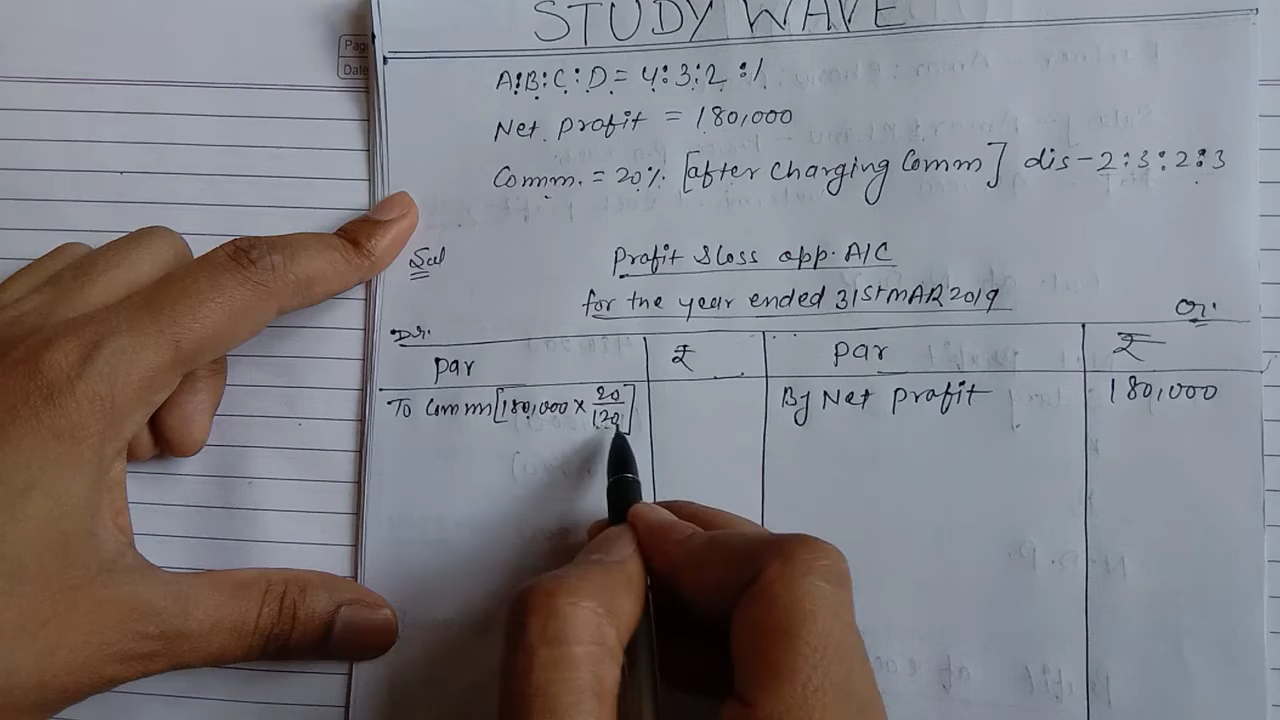 STUDY WAVE
Pag
Date
A:B:C:D = 4:3:2:1
Net profit = 180,000
Comm. = 20% [after charging Comm] dis - 2:3:2:3
Sol
Profit & loss app. A/C
for the year ended 31st MAR 2019
Dr. Cr.
par ₹ par ₹
To Comm [180,000 × 20/120] By Net profit 180,000